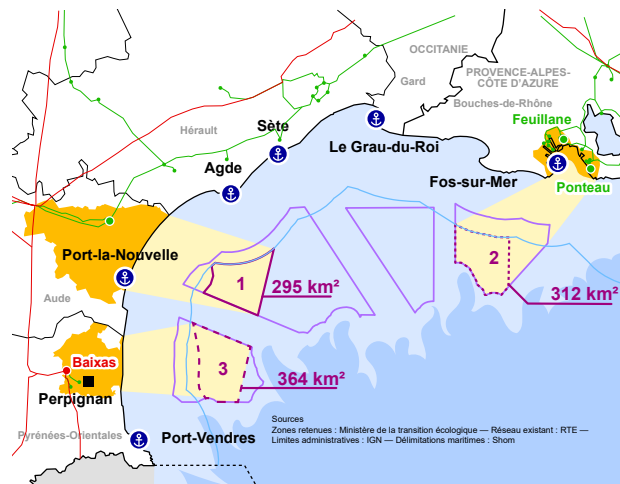 OCCITANIE
PROVENCE-ALPES-
CÔTE D'AZURE
Gard
Bouches-de-Rhône
Feuillane
Sète
Hérault
Le Grau-du-Roi
Agde
Fos-sur-Mer
Ponteau
Port-la-Nouvelle
1
2
295 km²
312 km²
Aude
Baixas
3
364 km²
Perpignan
Pyrénées-Orientales
Port-Vendres
Sources
Zones retenues : Ministère de la transition écologique — Réseau existant : RTE —
Limites administratives : IGN — Délimitations maritimes : Shom